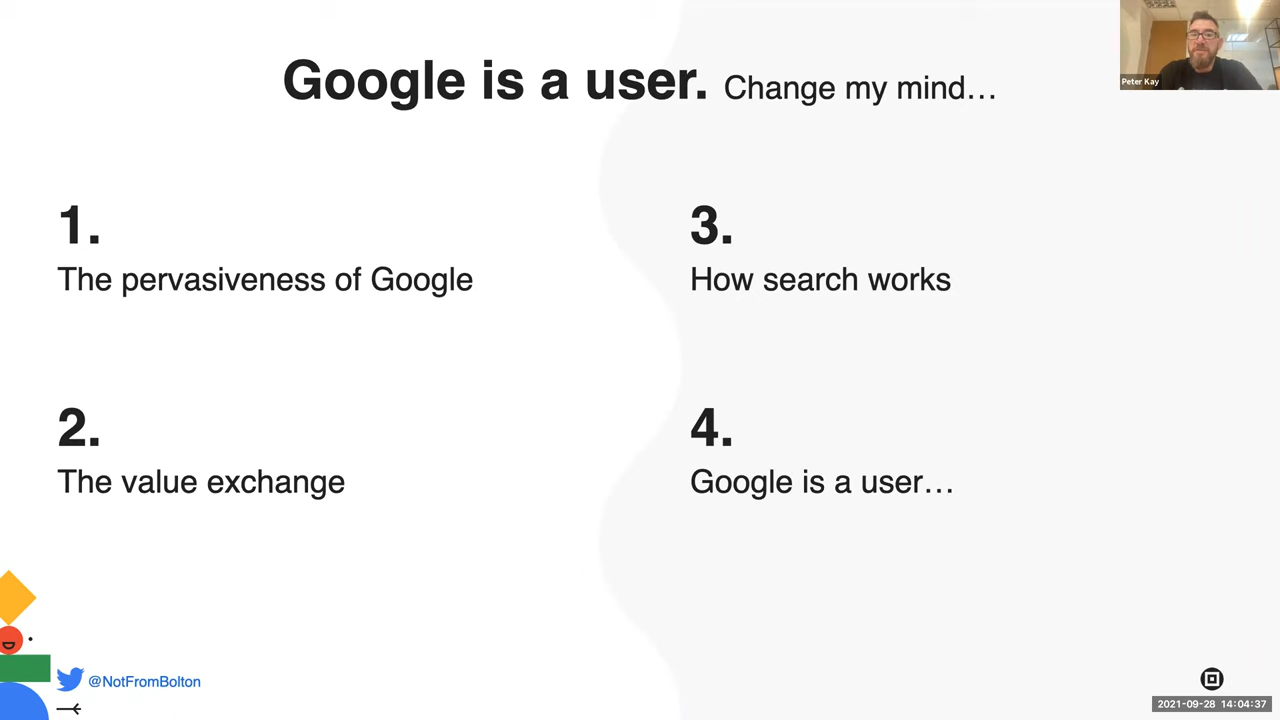 Google is a user. Change my mind…
Peter Kay
1.
The pervasiveness of Google
2.
The value exchange
3.
How search works
4.
Google is a user…
@NotFromBolton
2021-09-28 14:04:37